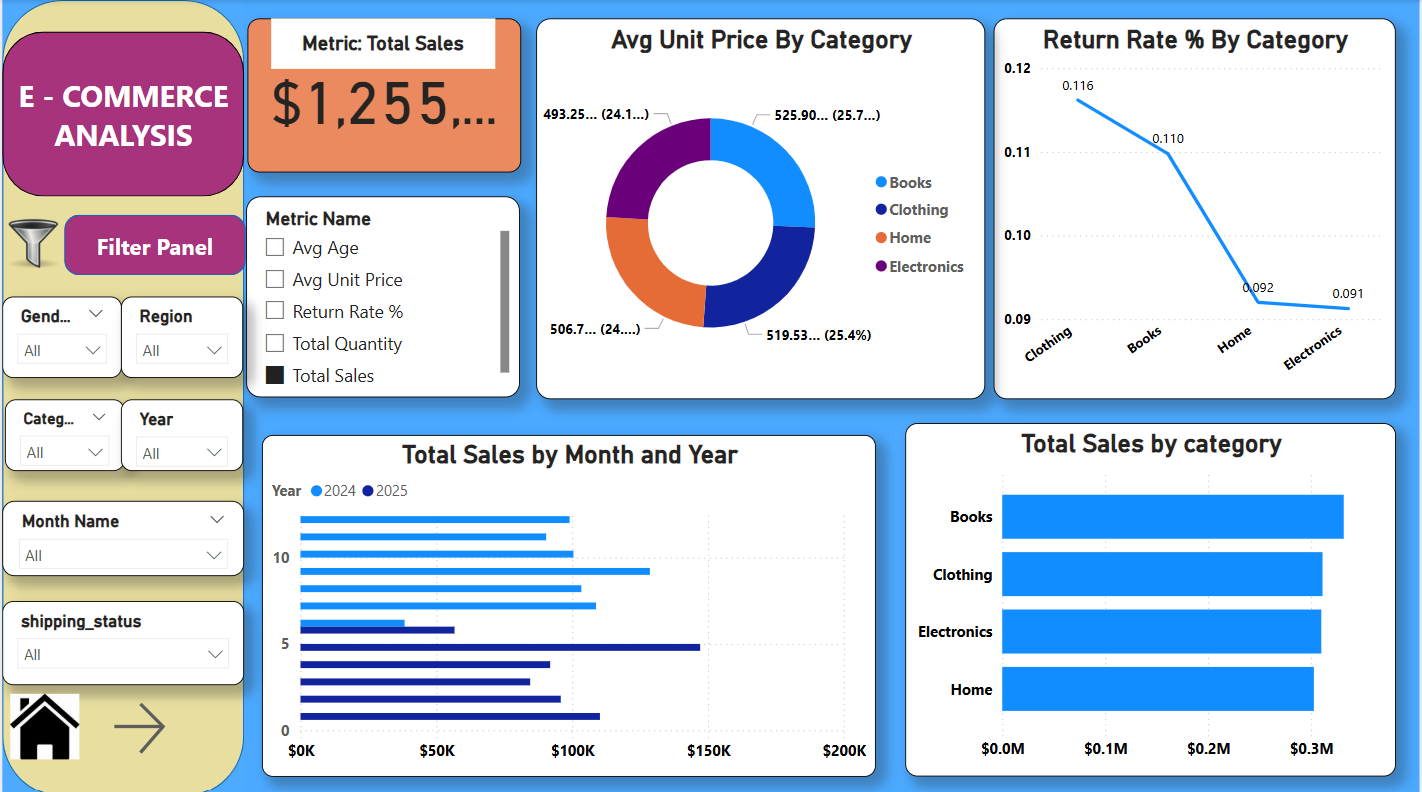 E - COMMERCE
ANALYSIS
Filter Panel
Gend...
All
Region
All
Categ...
All
Year
All
Month Name
All
shipping_status
All
Metric: Total Sales
$1,255,...
Metric Name
Avg Age
Avg Unit Price
Return Rate %
Total Quantity
Total Sales
Avg Unit Price By Category
493.25... (24.1...)
525.90... (25.7...)
506.7... (24....)
519.53... (25.4%)
Books
Clothing
Home
Electronics
Return Rate % By Category
0.12
0.11
0.10
0.09
0.116
0.110
0.092
0.091
Clothing
Books
Home
Electronics
Total Sales by Month and Year
Year 2024 2025
10
5
0
$0K $50K $100K $150K $200K
Total Sales by category
Books
Clothing
Electronics
Home
$0.0M $0.1M $0.2M $0.3M